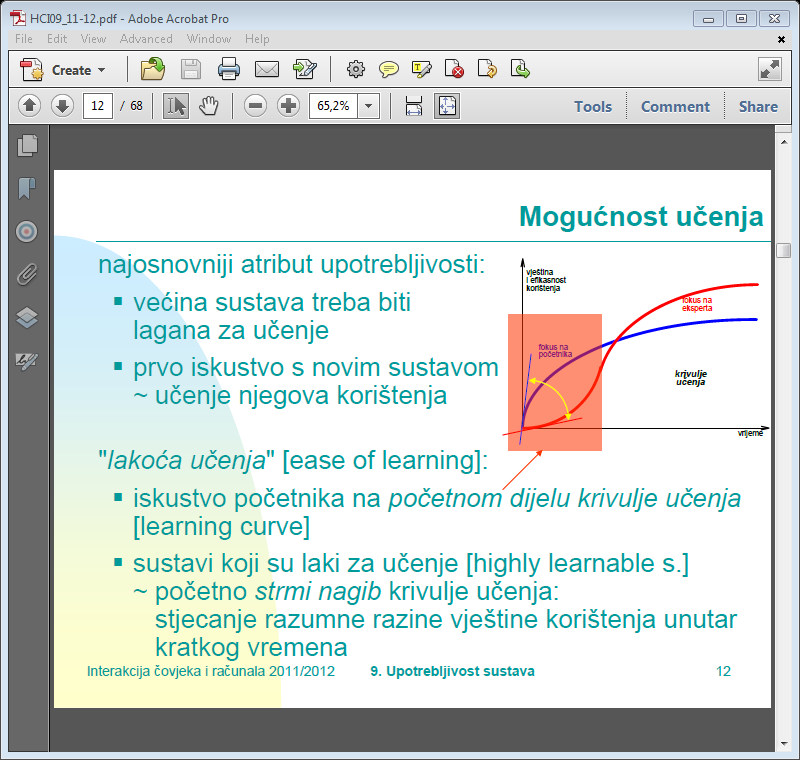 HCI09_11-12.pdf - Adobe Acrobat Pro
File Edit View Advanced Window Help
Create
12 / 68 65,2% Tools Comment Share
Mogućnost učenja
najosnovniji atribut upotrebljivosti:
▪ većina sustava treba biti
lagana za učenje
▪ prvo iskustvo s novim sustavom
~ učenje njegova korištenja
vještina
i efikasnost
korištenja
fokus na
eksperta
fokus na
početnika
krivulje
učenja
vrijeme
"lakoća učenja" [ease of learning]:
▪ iskustvo početnika na početnom dijelu krivulje učenja
[learning curve]
▪ sustavi koji su laki za učenje [highly learnable s.]
~ početno strmi nagib krivulje učenja:
stjecanje razumne razine vještine korištenja unutar
kratkog vremena
Interakcija čovjeka i računala 2011/2012 9. Upotrebljivost sustava 12